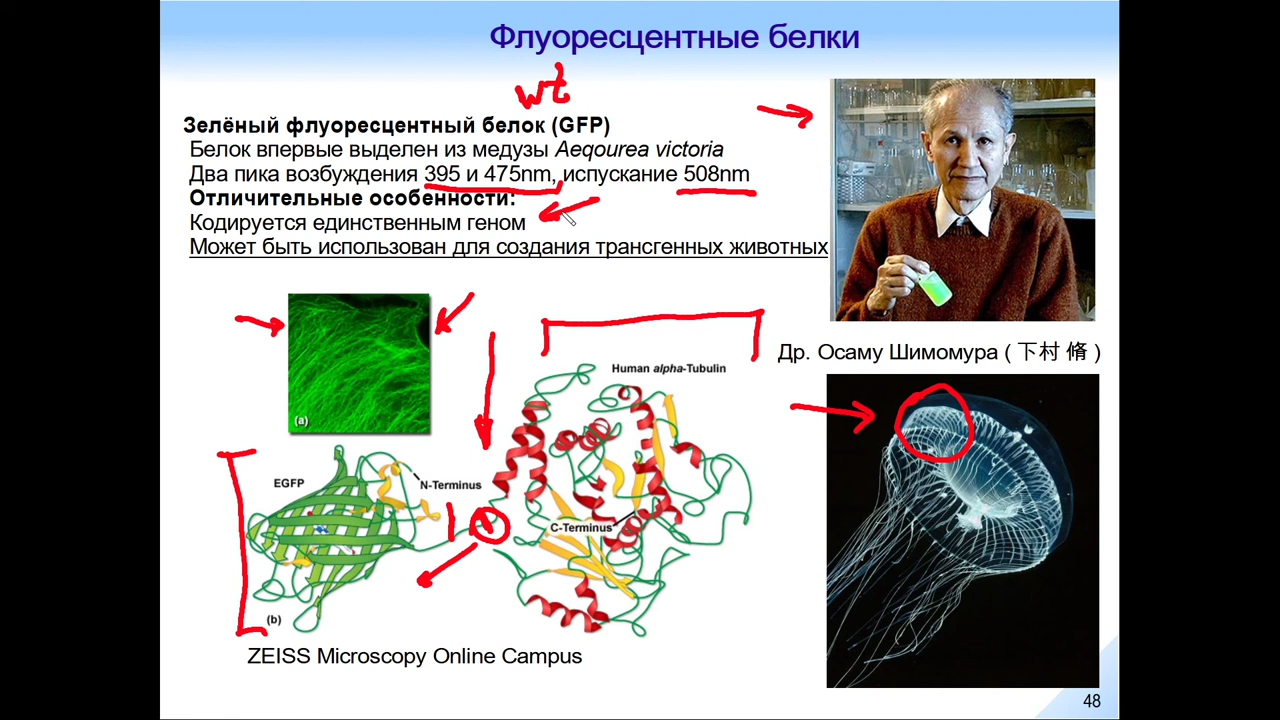 Флуоресцентные белки
wt
Зелёный флуоресцентный белок (GFP)
Белок впервые выделен из медузы Aeqourea victoria
Два пика возбуждения 395 и 475nm, испускание 508nm
Отличительные особенности:
Кодируется единственным геном
Может быть использован для создания трансгенных животных
Др. Осаму Шимомура ( 下村 脩 )
(a)
Human alpha-Tubulin
EGFP
N-Terminus
C-Terminus
(b)
ZEISS Microscopy Online Campus
48